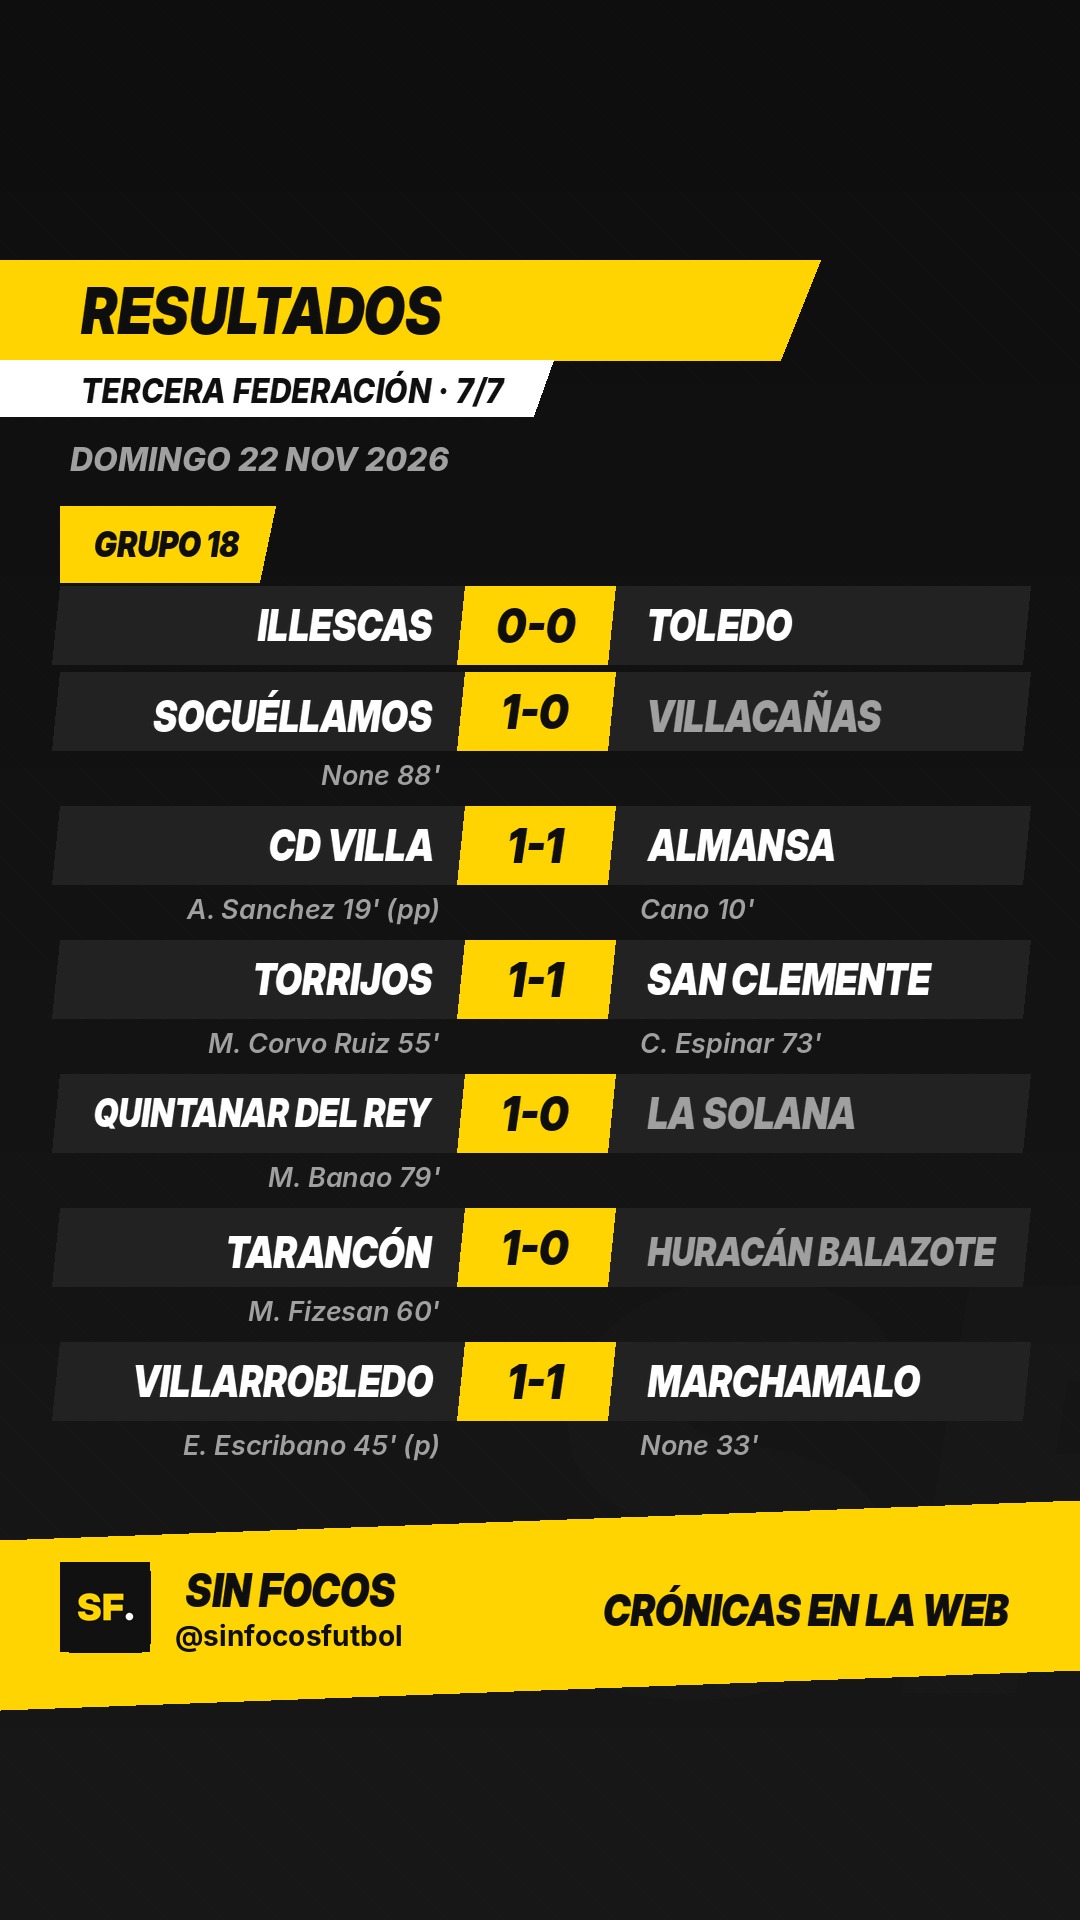 RESULTADOS
TERCERA FEDERACIÓN · 7/7
DOMINGO 22 NOV 2026
GRUPO 18
ILLESCAS 0-0 TOLEDO
SOCUÉLLAMOS 1-0 VILLACAÑAS
None 88'
CD VILLA 1-1 ALMANSA
A. Sanchez 19' (pp) Cano 10'
TORRIJOS 1-1 SAN CLEMENTE
M. Corvo Ruiz 55' C. Espinar 73'
QUINTANAR DEL REY 1-0 LA SOLANA
M. Banao 79'
TARANCÓN 1-0 HURACÁN BALAZOTE
M. Fizesan 60'
VILLARROBLEDO 1-1 MARCHAMALO
E. Escribano 45' (p) None 33'
SF.
SIN FOCOS
@sinfocosfutbol
CRÓNICAS EN LA WEB